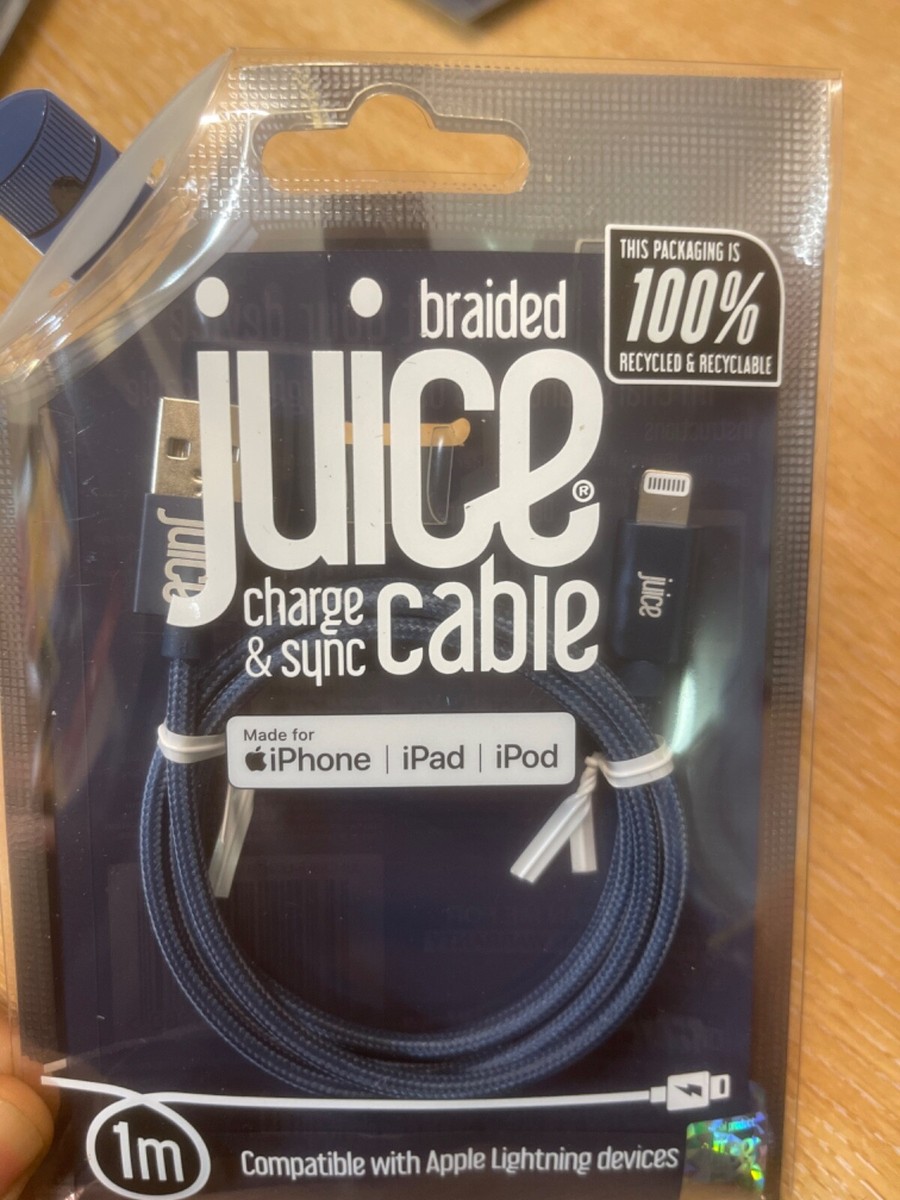 THIS PACKAGING IS
100%
RECYCLED & RECYCLABLE
braided
juice®
charge
& sync
cable
juice
juice
Made for
iPhone | iPad | iPod
1m
Compatible with Apple Lightning devices